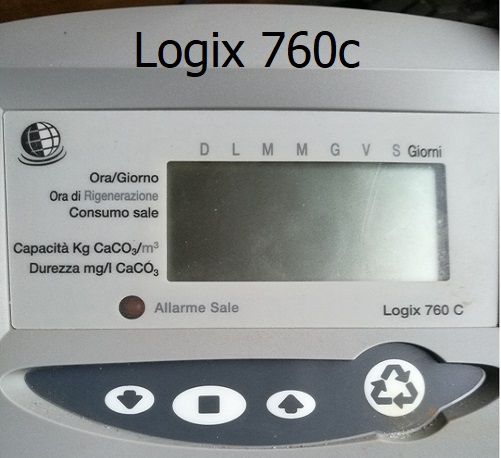 Logix 760c
D L M M G V S Giorni
Ora/Giorno
Ora di Rigenerazione
Consumo sale
Capacità Kg CaCO₃/m³
Durezza mg/l CaCÓ₃
Allarme Sale
Logix 760 C